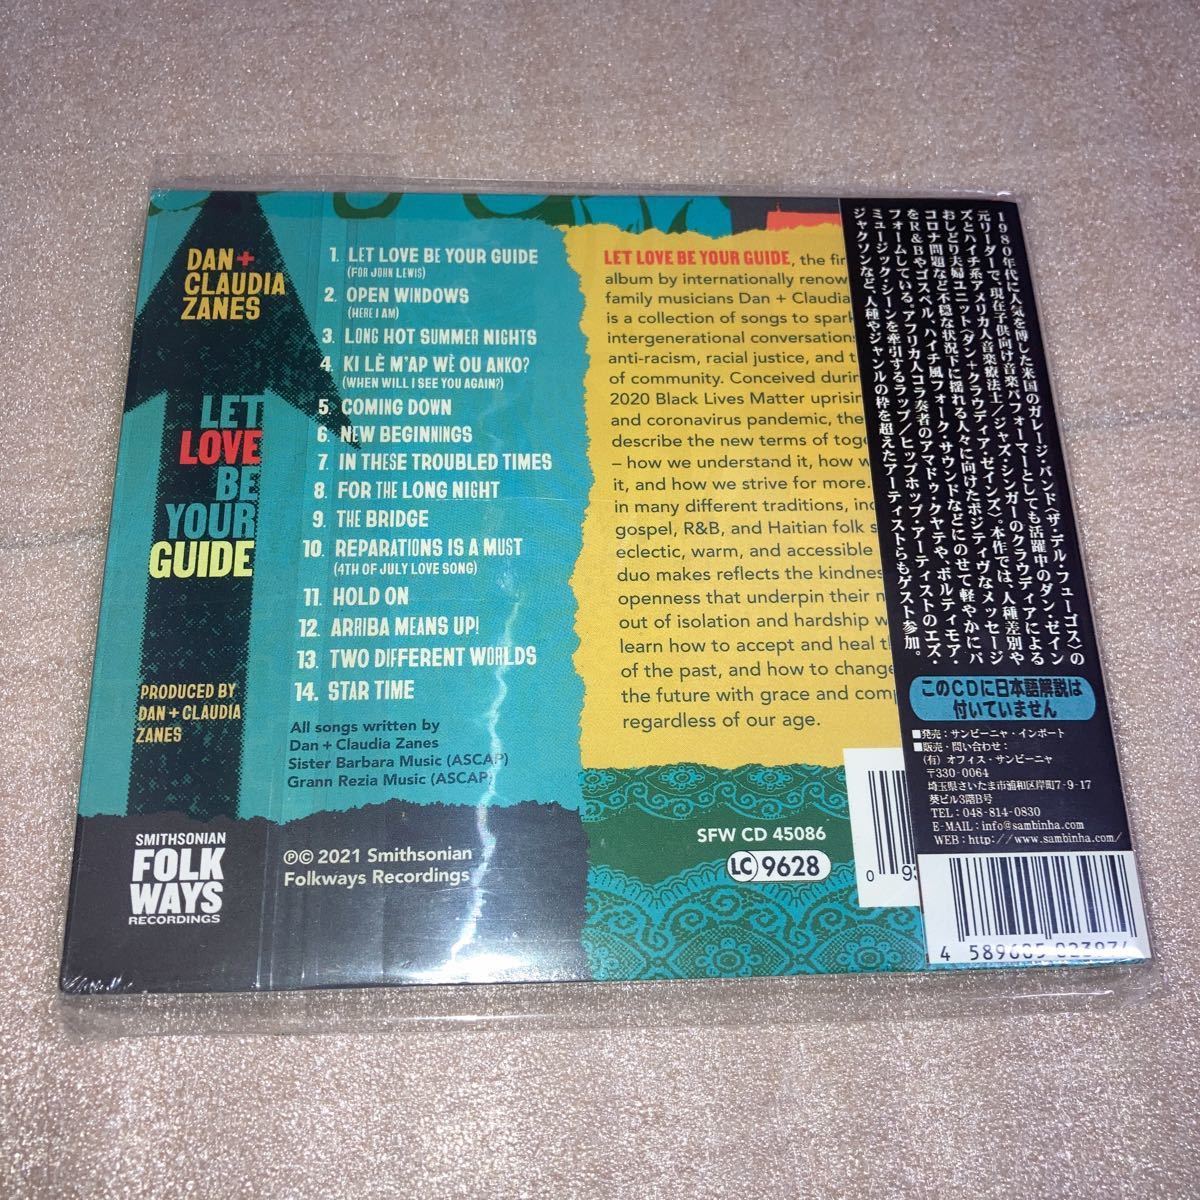 DAN +
CLAUDIA
ZANES
LET
LOVE
BE
YOUR
GUIDE
PRODUCED BY
DAN + CLAUDIA
ZANES
SMITHSONIAN
FOLK
WAYS
RECORDINGS
1. LET LOVE BE YOUR GUIDE
(FOR JOHN LEWIS)
2. OPEN WINDOWS
(HERE I AM)
3. LONG HOT SUMMER NIGHTS
4. KI LÈ M'AP WÈ OU ANKO?
(WHEN WILL I SEE YOU AGAIN?)
5. COMING DOWN
6. NEW BEGINNINGS
7. IN THESE TROUBLED TIMES
8. FOR THE LONG NIGHT
9. THE BRIDGE
10. REPARATIONS IS A MUST
(4TH OF JULY LOVE SONG)
11. HOLD ON
12. ARRIBA MEANS UP!
13. TWO DIFFERENT WORLDS
14. STAR TIME
All songs written by
Dan + Claudia Zanes
Sister Barbara Music (ASCAP)
Grann Rezia Music (ASCAP)
℗© 2021 Smithsonian
Folkways Recordings
LET LOVE BE YOUR GUIDE, the fir
album by internationally renow
family musicians Dan + Claudia
is a collection of songs to spark
intergenerational conversations
anti-racism, racial justice, and t
of community. Conceived durin
2020 Black Lives Matter uprisin
and coronavirus pandemic, the
describe the new terms of toge
– how we understand it, how w
it, and how we strive for more.
in many different traditions, inc
gospel, R&B, and Haitian folk s
eclectic, warm, and accessible
duo makes reflects the kindnes
openness that underpin their m
out of isolation and hardship w
learn how to accept and heal th
of the past, and how to change
the future with grace and comp
regardless of our age.
SFW CD 45086
LC 9628
0 93
1980年代に人気を博した米国のガレージ・バンド〈ザ・デル・フューゴス〉の
元リーダーで、現在子供向け音楽パフォーマーとしても活躍中のダン・ゼイン
ズとハイチ系アメリカ人音楽療法士/ジャズ・シンガーのクラウディアによる
おしどり夫婦ユニット〈ダン+クラウディア・ゼインズ〉。本作では、人種差別や
コロナ問題など不穏な状況下に揺れる人々に向けたポジティヴなメッセージ
をR&Bやゴスペル、ハイチ風フォーク・サウンドなどにのせて軽やかにパ
フォームしている。アフリカ人コラ奏者のアマドゥ・クヤテや、ボルティモア・
ミュージック・シーンを牽引するラップ/ヒップホップ・アーティストのエズ・
ジャクソンなど、人種やジャンルの枠を超えたアーティストらもゲスト参加。
このCDに日本語解説は
付いていません
■発売：サンビーニャ・インポート
■販売・問い合わせ：
(有) オフィス・サンビーニャ
〒330-0064
埼玉県さいたま市浦和区岸町7-9-17
葵ビル3階B号
TEL：048-814-0830
E-MAIL：info@sambinha.com
WEB：http://www.sambinha.com/
4 589605 023974